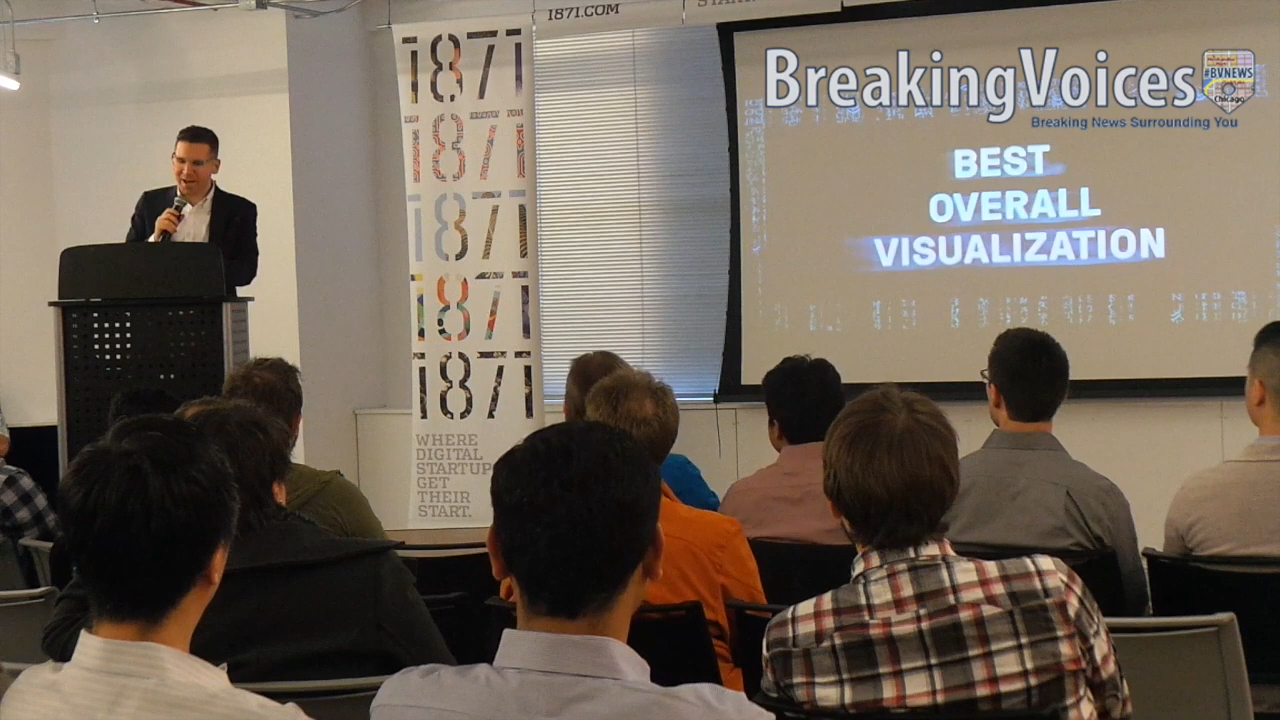 1871.COM
1871
1871
1871
1871
1871
WHERE
DIGITAL
STARTUPS
GET
THEIR
START.
BreakingVoices
#BVNEWS
Chicago
Breaking News Surrounding You
BEST
OVERALL
VISUALIZATION